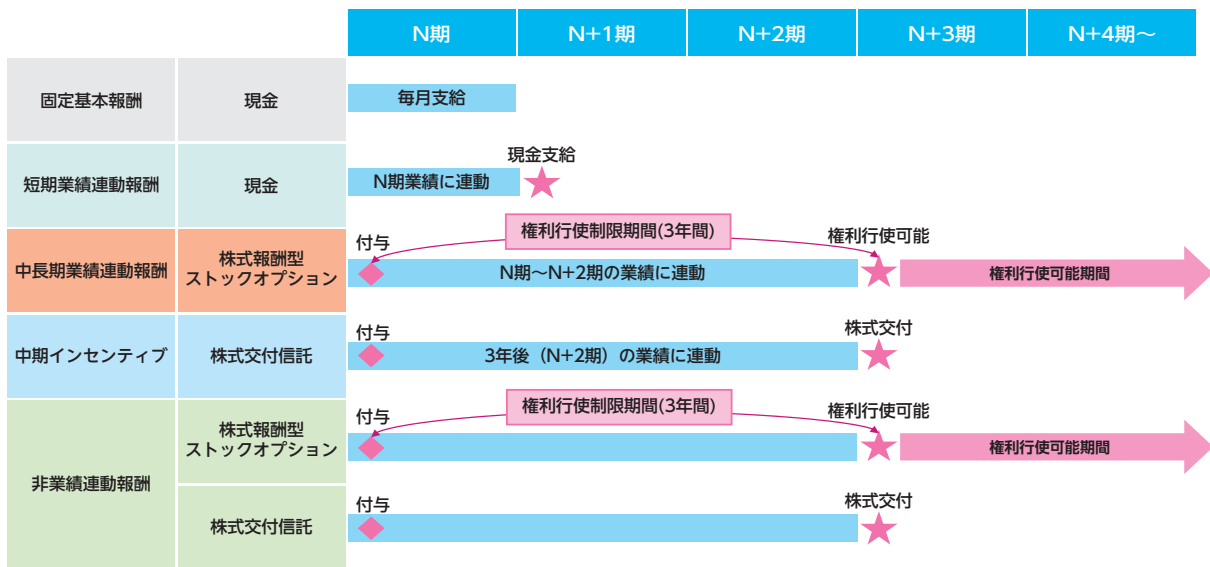 N期
N+1期
N+2期
N+3期
N+4期～
固定基本報酬
現金
毎月支給
短期業績連動報酬
現金
N期業績に連動
現金支給
中長期業績連動報酬
株式報酬型
ストックオプション
付与
権利行使制限期間(3年間)
権利行使可能
N期～N+2期の業績に連動
権利行使可能期間
中期インセンティブ
株式交付信託
付与
3年後（N+2期）の業績に連動
株式交付
非業績連動報酬
株式報酬型
ストックオプション
付与
権利行使制限期間(3年間)
権利行使可能
権利行使可能期間
株式交付信託
付与
株式交付